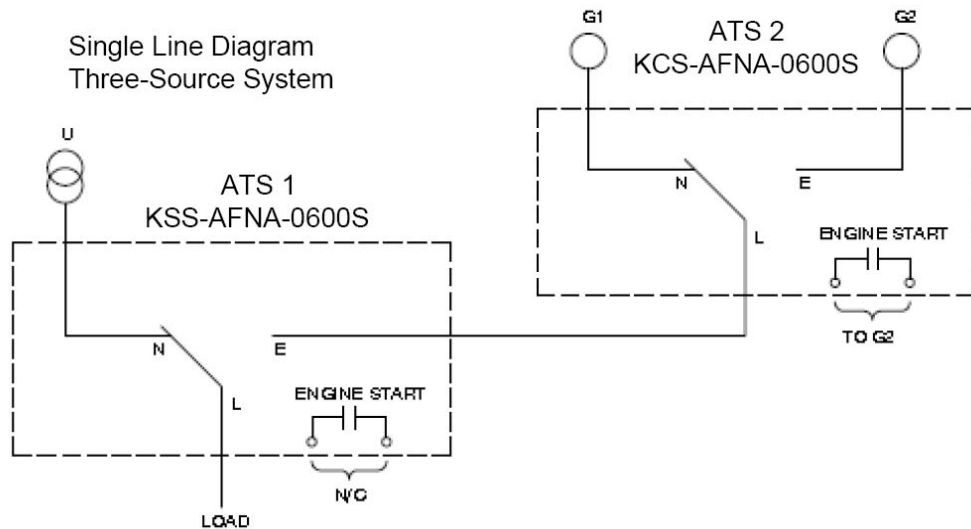 Single Line Diagram
Three-Source System
G1
G2
ATS 2
KCS-AFNA-0600S
N
E
L
ENGINE START
TO G2
U
ATS 1
KSS-AFNA-0600S
N
E
L
ENGINE START
N/C
LOAD